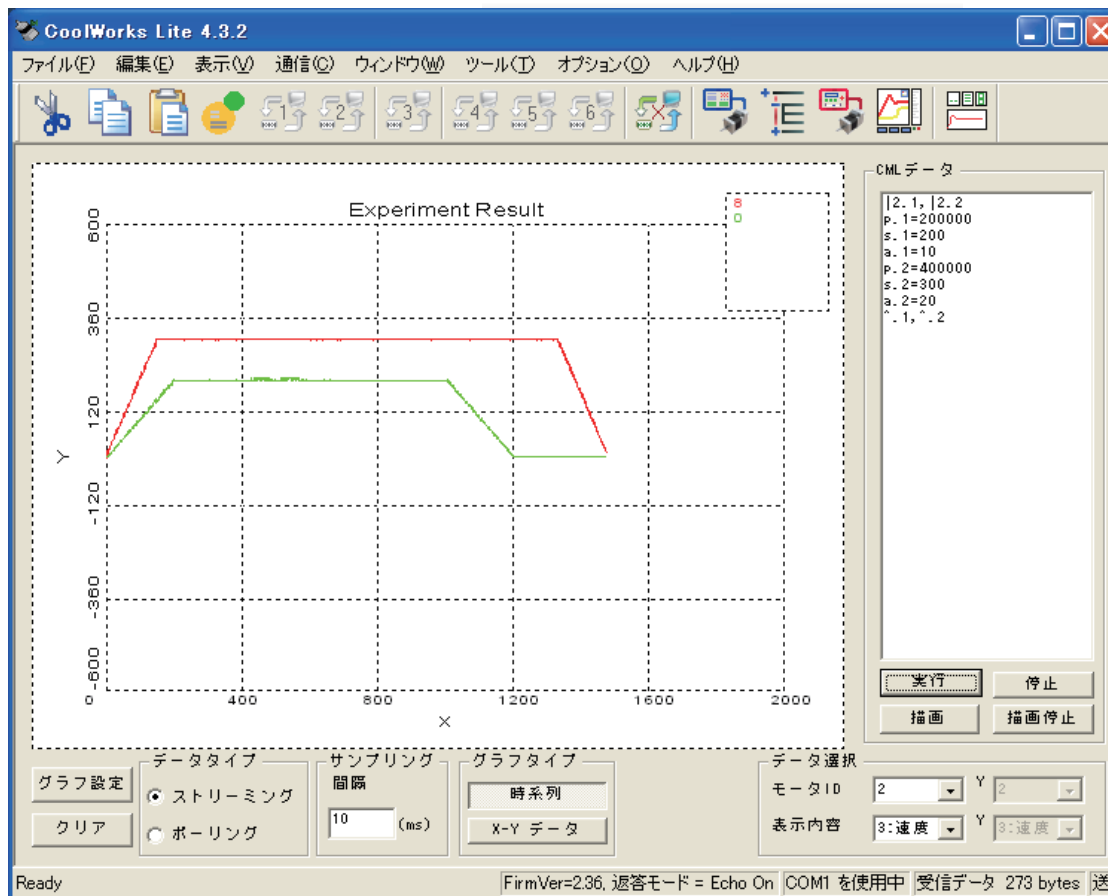 CoolWorks Lite 4.3.2
ファイル(F) 編集(E) 表示(V) 通信(C) ウィンドウ(W) ツール(T) オプション(O) ヘルプ(H)
1 2 3 4 5 6 X
Experiment Result
8
0
600
360
120
-120
-360
-600
Y
0 400 800 1200 1600 2000
X
CMLデータ
|2.1,|2.2
p.1=200000
s.1=200
a.1=10
p.2=400000
s.2=300
a.2=20
^.1,^.2
実行 停止
描画 描画停止
グラフ設定
クリア
データタイプ
ストリーミング
ポーリング
サンプリング
間隔
10 (ms)
グラフタイプ
時系列
X-Y データ
データ選択
モータID 2 Y 2
表示内容 3:速度 Y 3:速度
Ready FirmVer=2.36, 返答モード = Echo On COM1 を使用中 受信データ 273 bytes 送